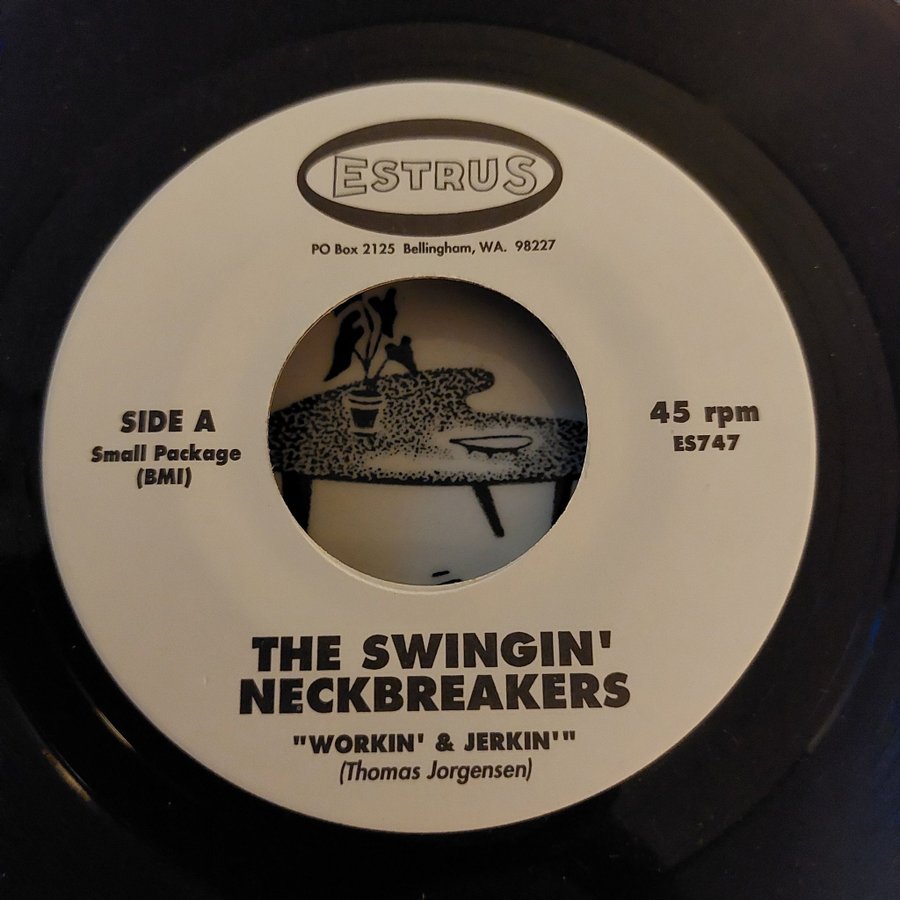 ESTRUS
PO Box 2125 Bellingham, WA. 98227
SIDE A
Small Package
(BMI)
45 rpm
ES747
THE SWINGIN'
NECKBREAKERS
"WORKIN' & JERKIN'"
(Thomas Jorgensen)